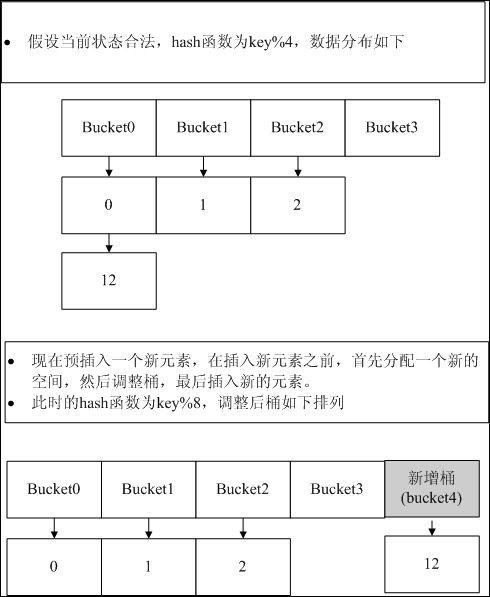 • 假设当前状态合法，hash函数为key%4，数据分布如下
Bucket0 Bucket1 Bucket2 Bucket3
0 1 2
12
• 现在预插入一个新元素，在插入新元素之前，首先分配一个新的
空间，然后调整桶，最后插入新的元素。
• 此时的hash函数为key%8，调整后桶如下排列
Bucket0 Bucket1 Bucket2 Bucket3 新增桶
(bucket4)
0 1 2 12